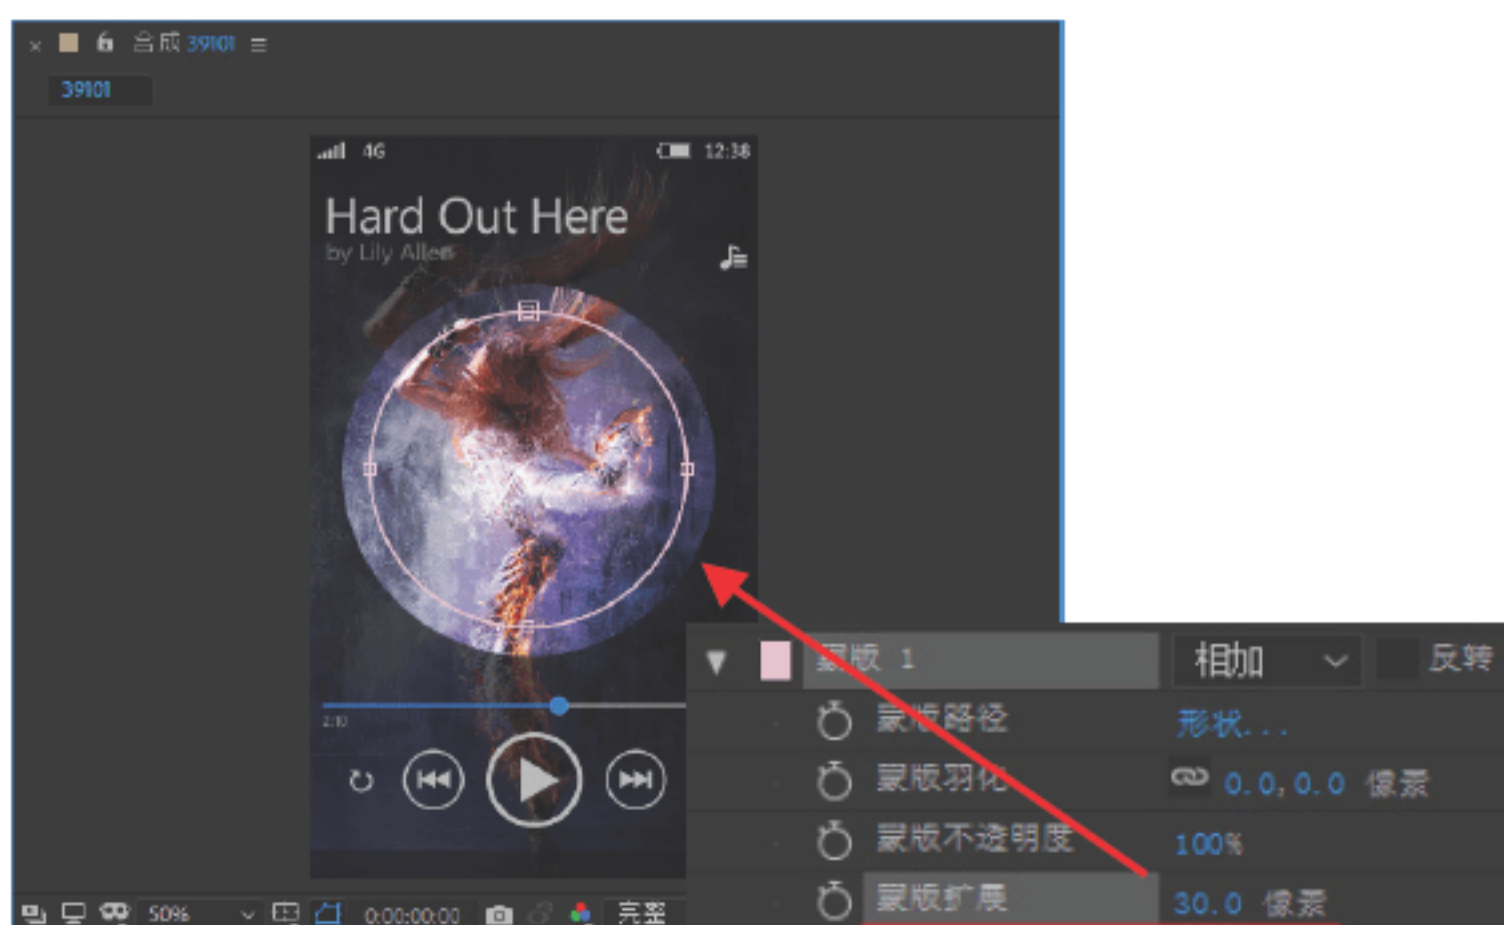 合成 39101
39101
4G 12:38
Hard Out Here
by Lily Allen
2:10
蒙版 1 相加 反转
蒙版路径 形状...
蒙版羽化 0.0,0.0 像素
蒙版不透明度 100%
蒙版扩展 30.0 像素
50% 0:00:00:00 完整